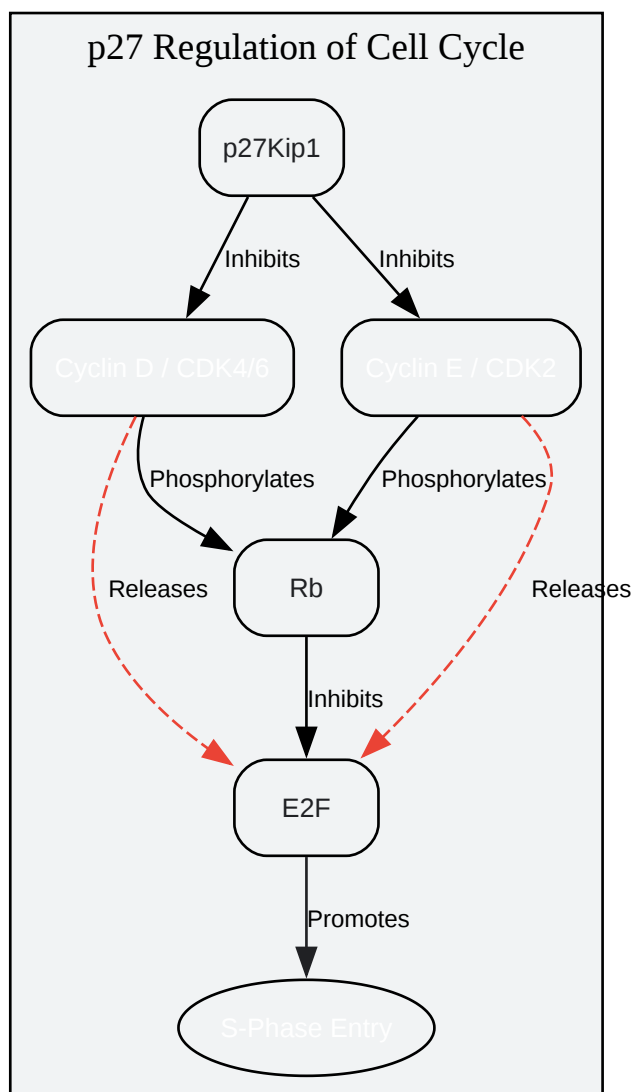 p27 Regulation of Cell Cycle
p27Kip1
Inhibits
Inhibits
Cyclin D / CDK4/6
Cyclin E / CDK2
Phosphorylates
Phosphorylates
Rb
Releases
Releases
Inhibits
E2F
Promotes
S-Phase Entry